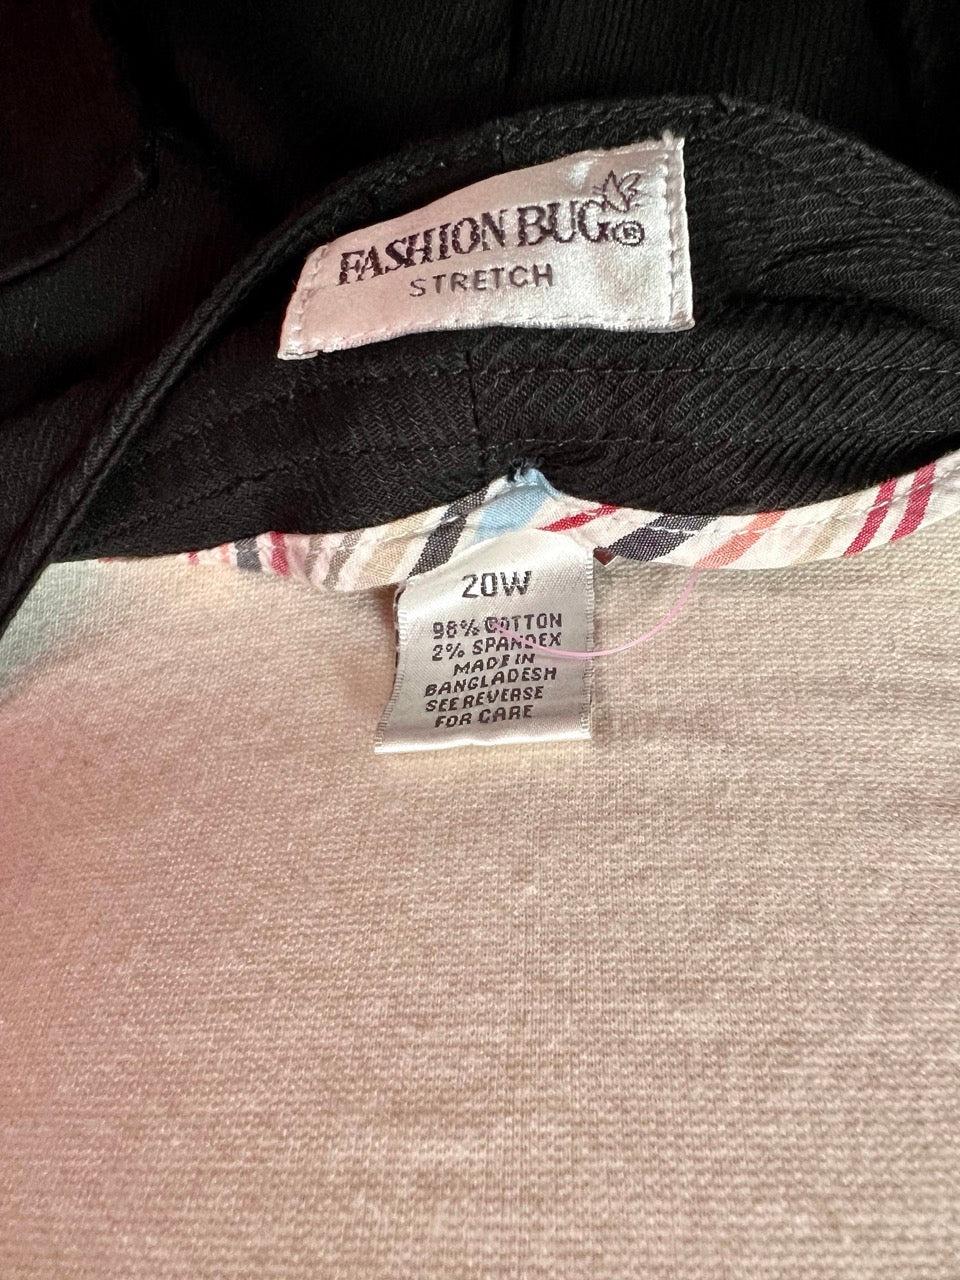 FASHION BUG®
STRETCH
20W
98% COTTON
2% SPANDEX
MADE IN
BANGLADESH
SEE REVERSE
FOR CARE